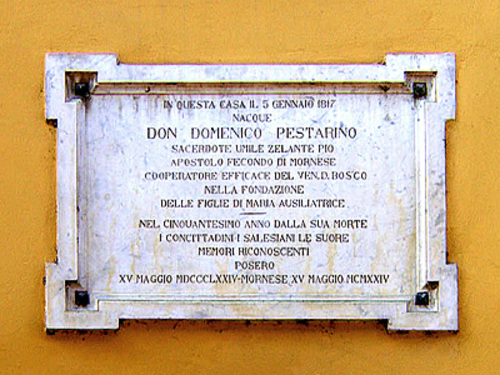 IN QUESTA CASA IL 5 GENNAIO 1817
NACQUE
DON DOMENICO PESTARINO
SACERDOTE UMILE ZELANTE PIO
APOSTOLO FECONDO DI MORNESE
COOPERATORE EFFICACE DEL VEN. D. BOSCO
NELLA FONDAZIONE
DELLE FIGLIE DI MARIA AUSILIATRICE
NEL CINQUANTESIMO ANNO DALLA SUA MORTE
I CONCITTADINI I SALESIANI LE SUORE
MEMORI RICONOSCENTI
POSERO
XV MAGGIO MDCCCLXXIV-MORNESE XV MAGGIO MCMXXIV